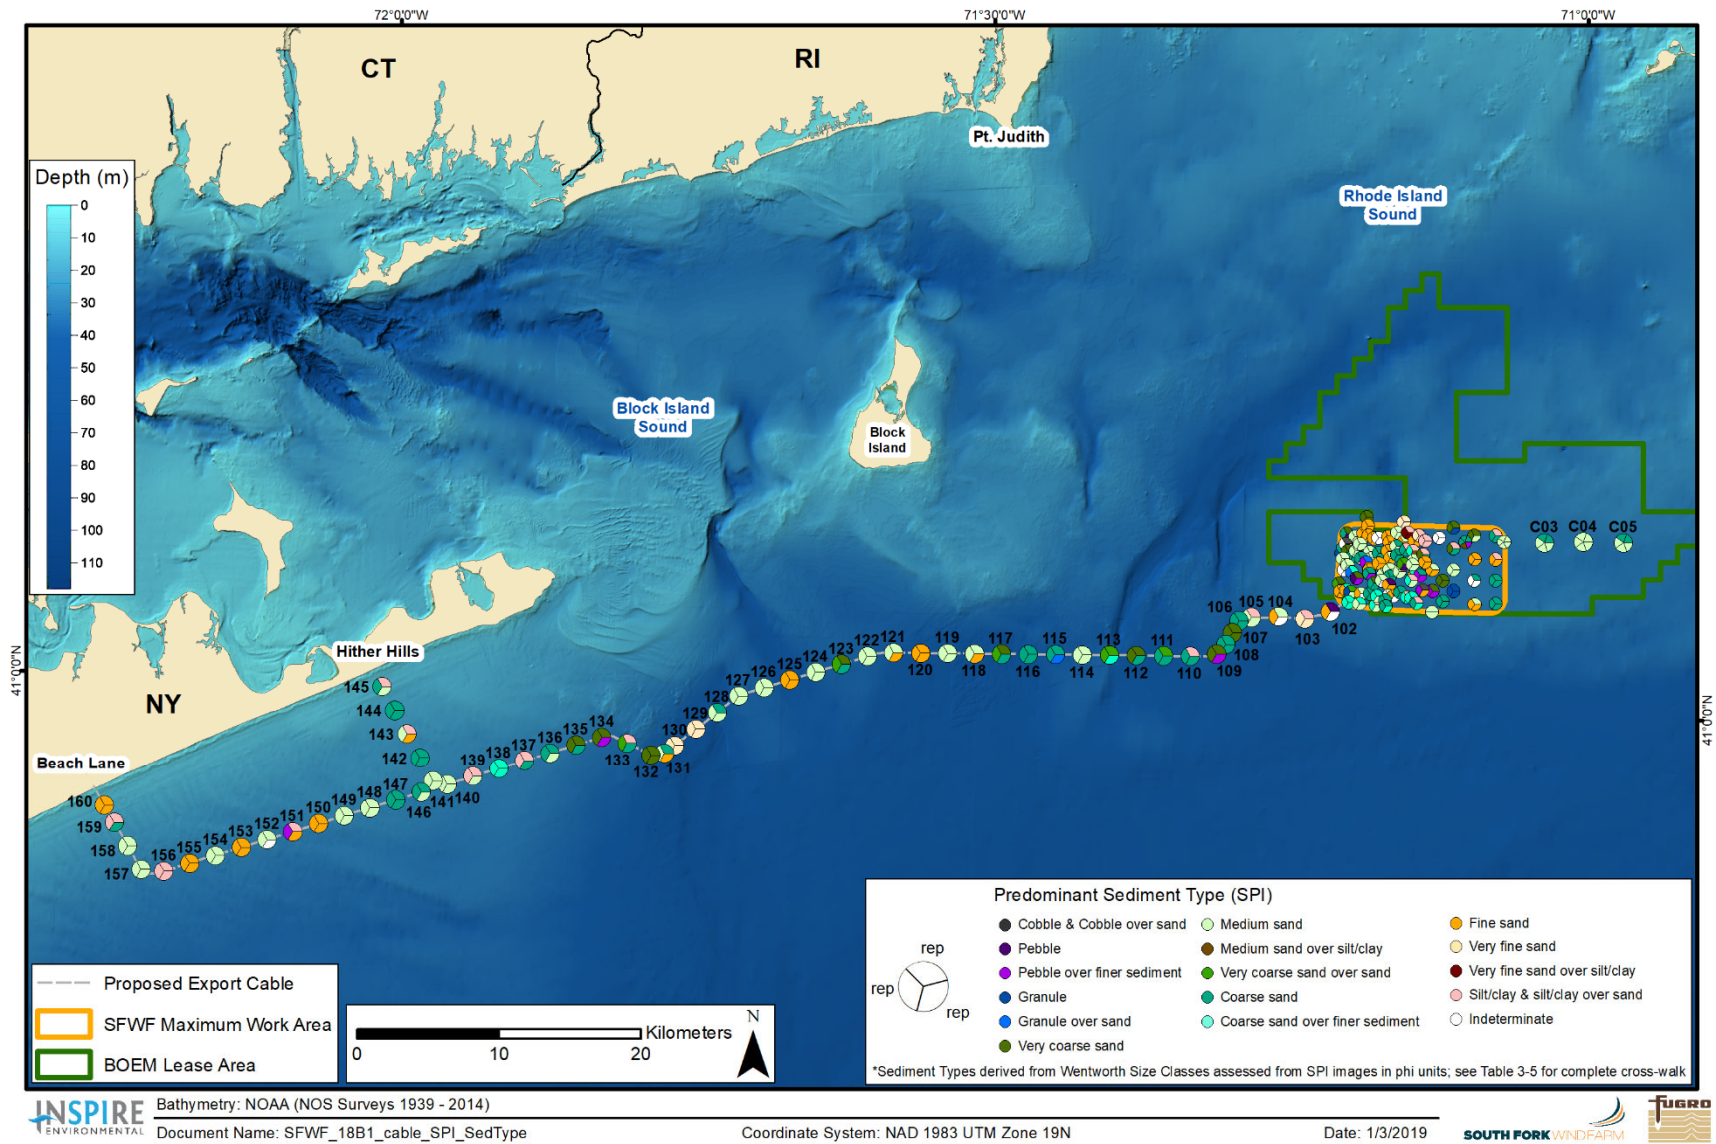 72°0'0"W
71°30'0"W
71°0'0"W
CT
RI
Pt. Judith
Depth (m)
0
10
20
30
40
50
60
70
80
90
100
110
Rhode Island
Sound
Block Island
Sound
Block
Island
C03 C04 C05
106 105 104
107 103 102
108
109
122 121 119 117 115 113 111
123
124
125
126
127
120 118 116 114 112 110
128
129
130
131
132
133
134
135
136
137
138
139
140
141
146
147
148
149
150
151
152
153
154
155
156
157
158
159
160
142
143
144
145
Hither Hills
Beach Lane
NY
41°0'0"N
41°0'0"N
Proposed Export Cable
SFWF Maximum Work Area
BOEM Lease Area
Kilometers
0 10 20
N
Predominant Sediment Type (SPI)
rep
rep
rep
Cobble & Cobble over sand
Pebble
Pebble over finer sediment
Granule
Granule over sand
Very coarse sand
Medium sand
Medium sand over silt/clay
Very coarse sand over sand
Coarse sand
Coarse sand over finer sediment
Fine sand
Very fine sand
Very fine sand over silt/clay
Silt/clay & silt/clay over sand
Indeterminate
*Sediment Types derived from Wentworth Size Classes assessed from SPI images in phi units; see Table 3-5 for complete cross-walk
INSPIRE
ENVIRONMENTAL
Bathymetry: NOAA (NOS Surveys 1939 - 2014)
Document Name: SFWF_18B1_cable_SPI_SedType
Coordinate System: NAD 1983 UTM Zone 19N
Date: 1/3/2019
SOUTH FORK WINDFARM
FUGRO